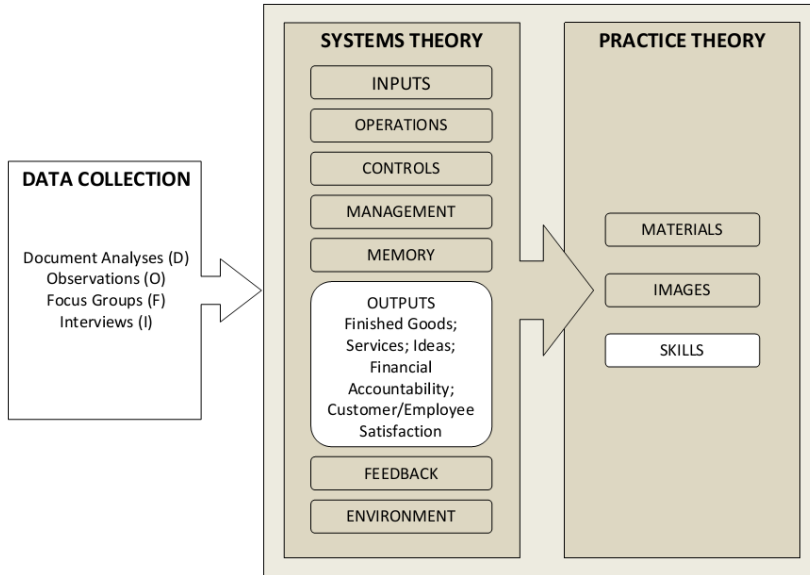 DATA COLLECTION
Document Analyses (D)
Observations (O)
Focus Groups (F)
Interviews (I)
SYSTEMS THEORY
INPUTS
OPERATIONS
CONTROLS
MANAGEMENT
MEMORY
OUTPUTS
Finished Goods;
Services; Ideas;
Financial
Accountability;
Customer/Employee
Satisfaction
FEEDBACK
ENVIRONMENT
PRACTICE THEORY
MATERIALS
IMAGES
SKILLS